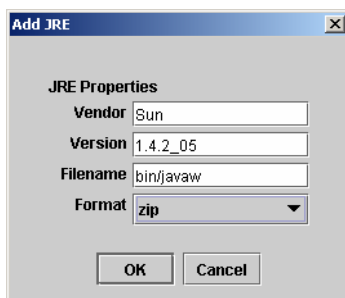 Add JRE
JRE Properties
Vendor Sun
Version 1.4.2_05
Filename bin/javaw
Format zip
OK Cancel